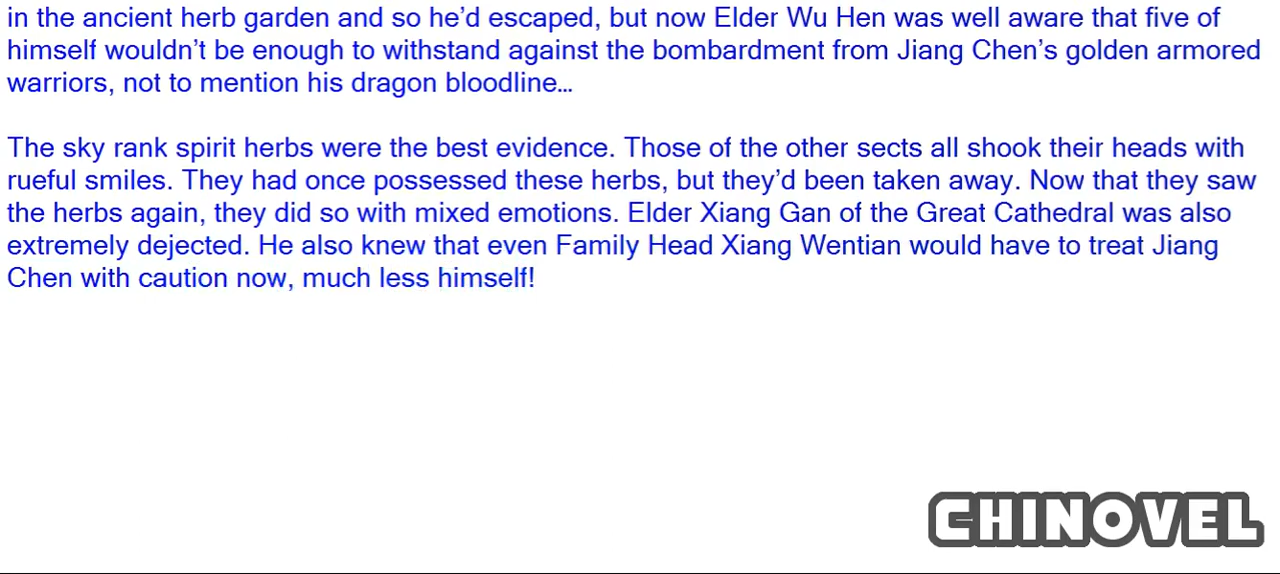 in the ancient herb garden and so he’d escaped, but now Elder Wu Hen was well aware that five of
himself wouldn’t be enough to withstand against the bombardment from Jiang Chen’s golden armored
warriors, not to mention his dragon bloodline…
The sky rank spirit herbs were the best evidence. Those of the other sects all shook their heads with
rueful smiles. They had once possessed these herbs, but they’d been taken away. Now that they saw
the herbs again, they did so with mixed emotions. Elder Xiang Gan of the Great Cathedral was also
extremely dejected. He also knew that even Family Head Xiang Wentian would have to treat Jiang
Chen with caution now, much less himself!
CHINOVEL